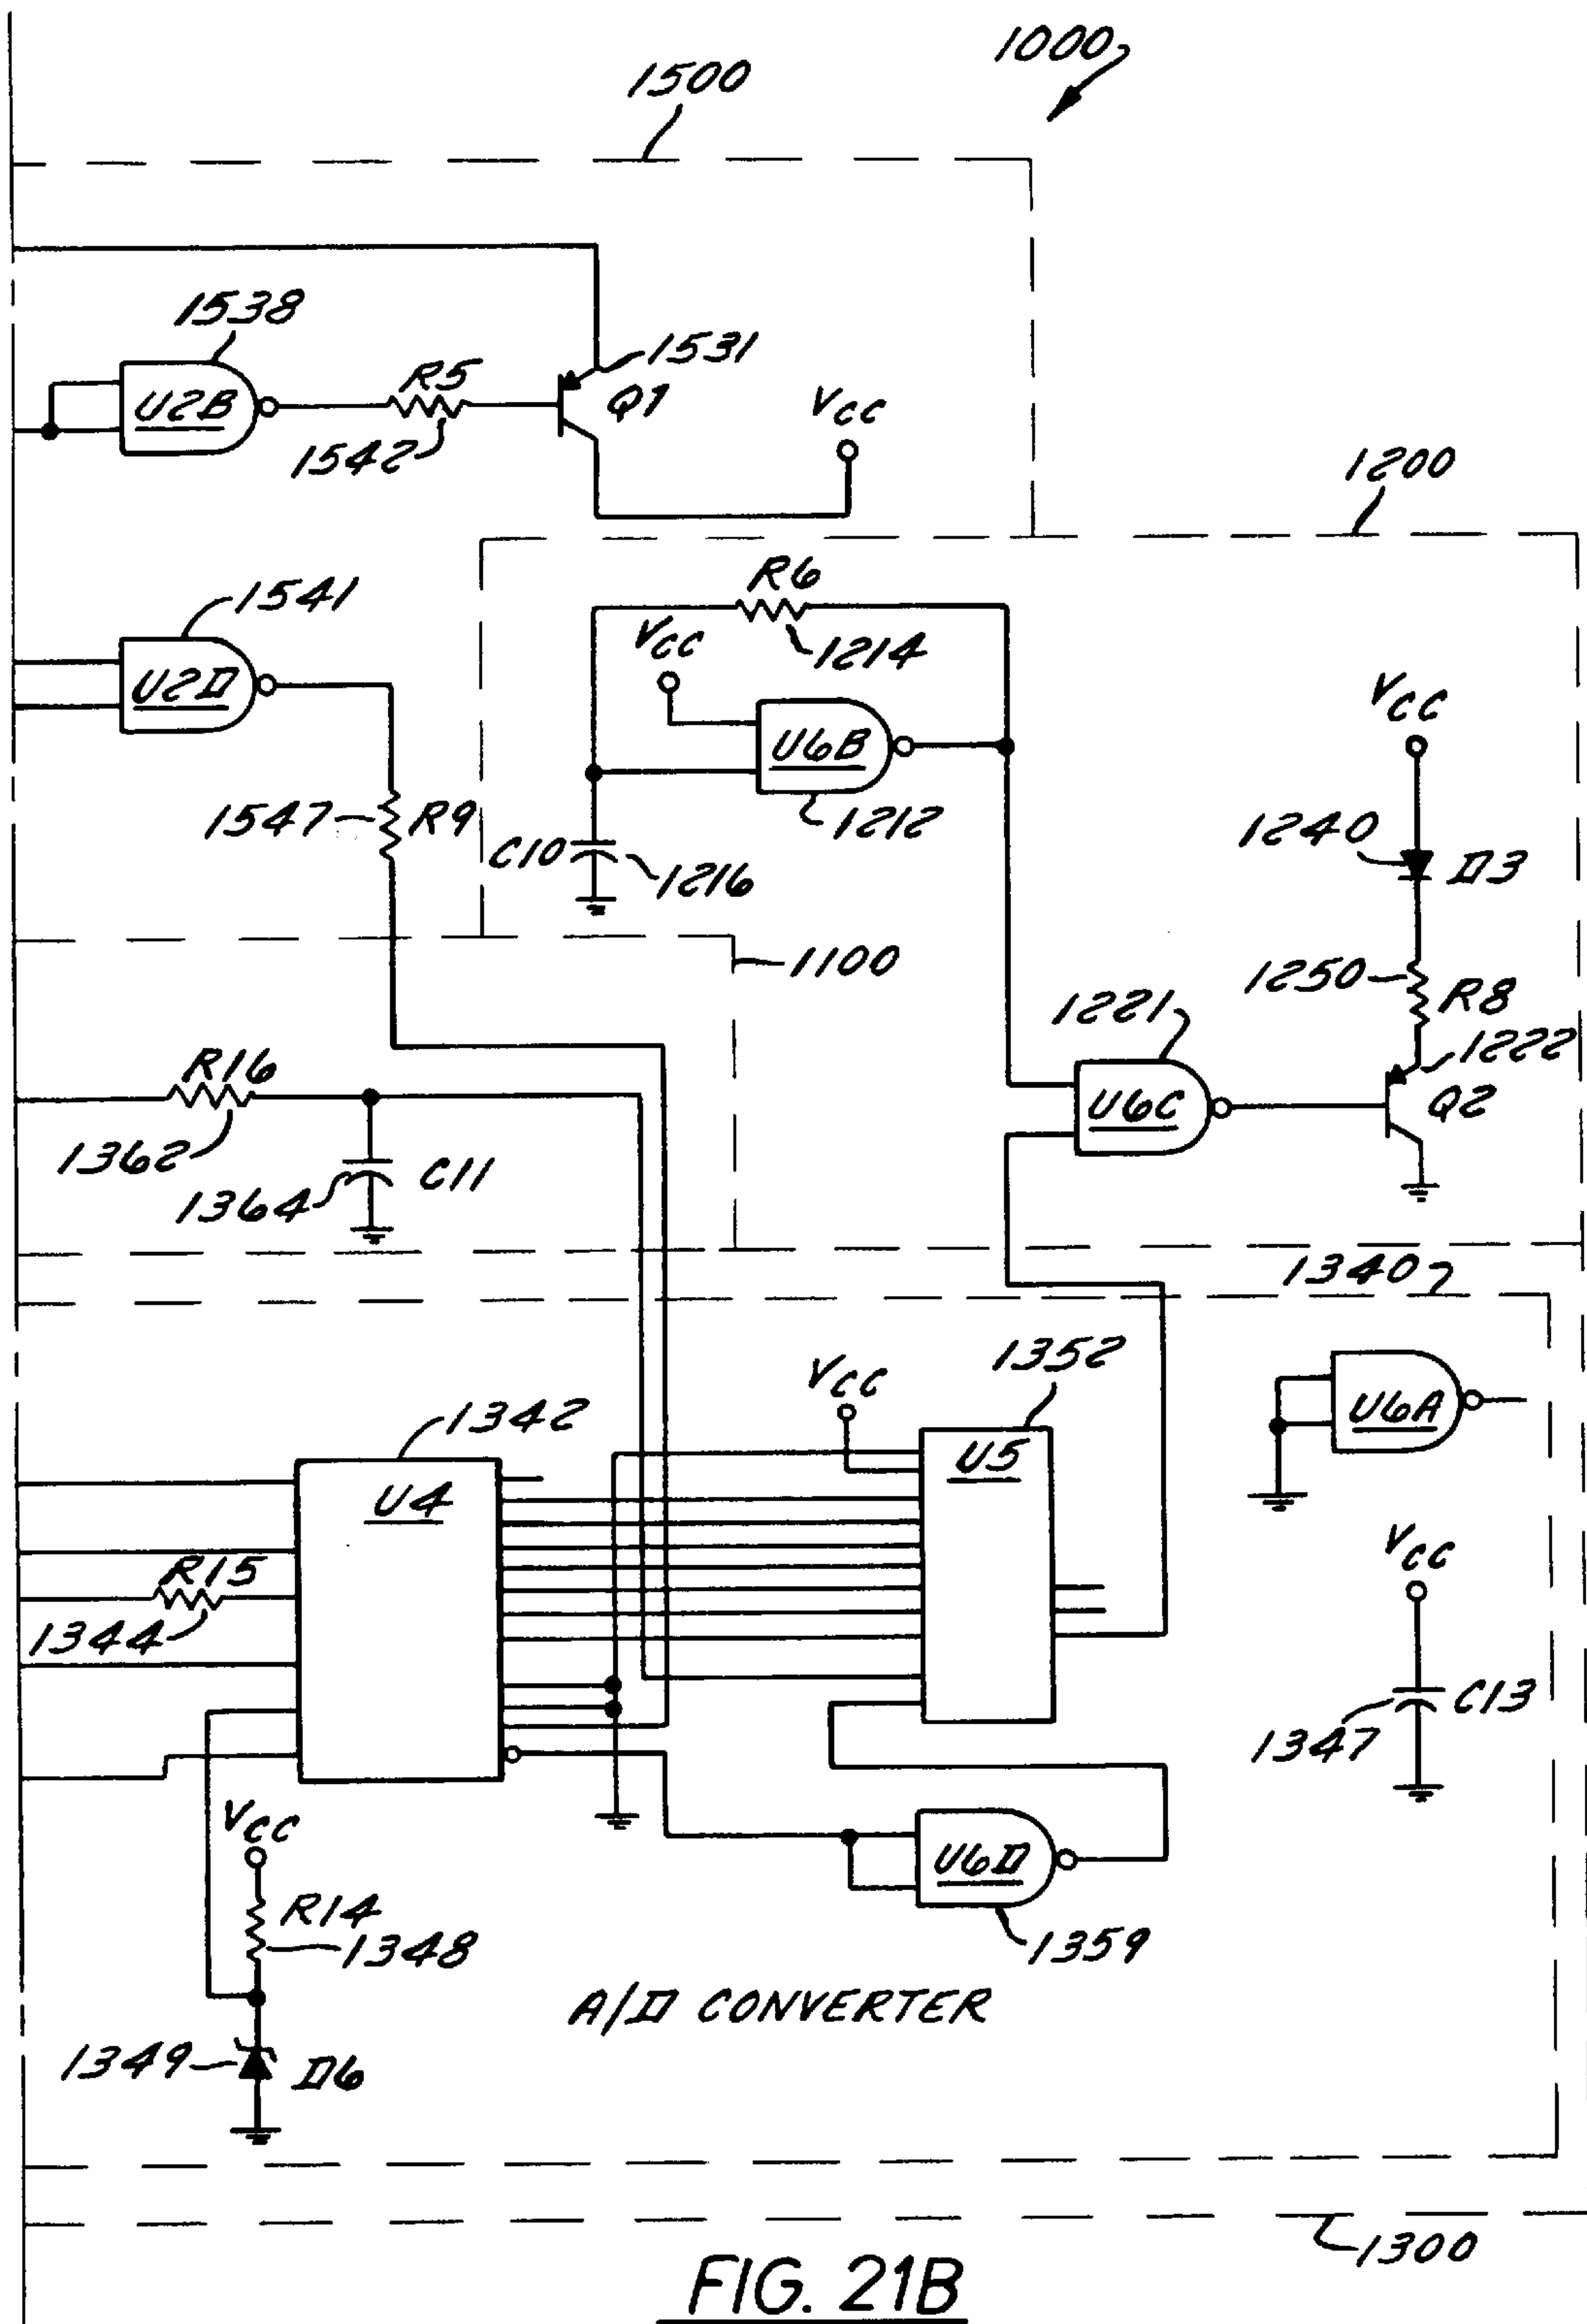 1000
1500
1538
U2B
R5
1542
1531
Q1
VCC
1200
1541
U2D
1547
R9
R6
1214
VCC
U6B
1212
C10
1216
VCC
1240
D3
1250
R8
1222
Q2
1221
U6C
1100
R16
1362
1364
C11
1340
1342
U4
VCC
1352
U5
U6A
R15
1344
VCC
C13
1347
VCC
R14
1348
1349
D6
U6D
1359
A/D CONVERTER
1300
FIG. 21B